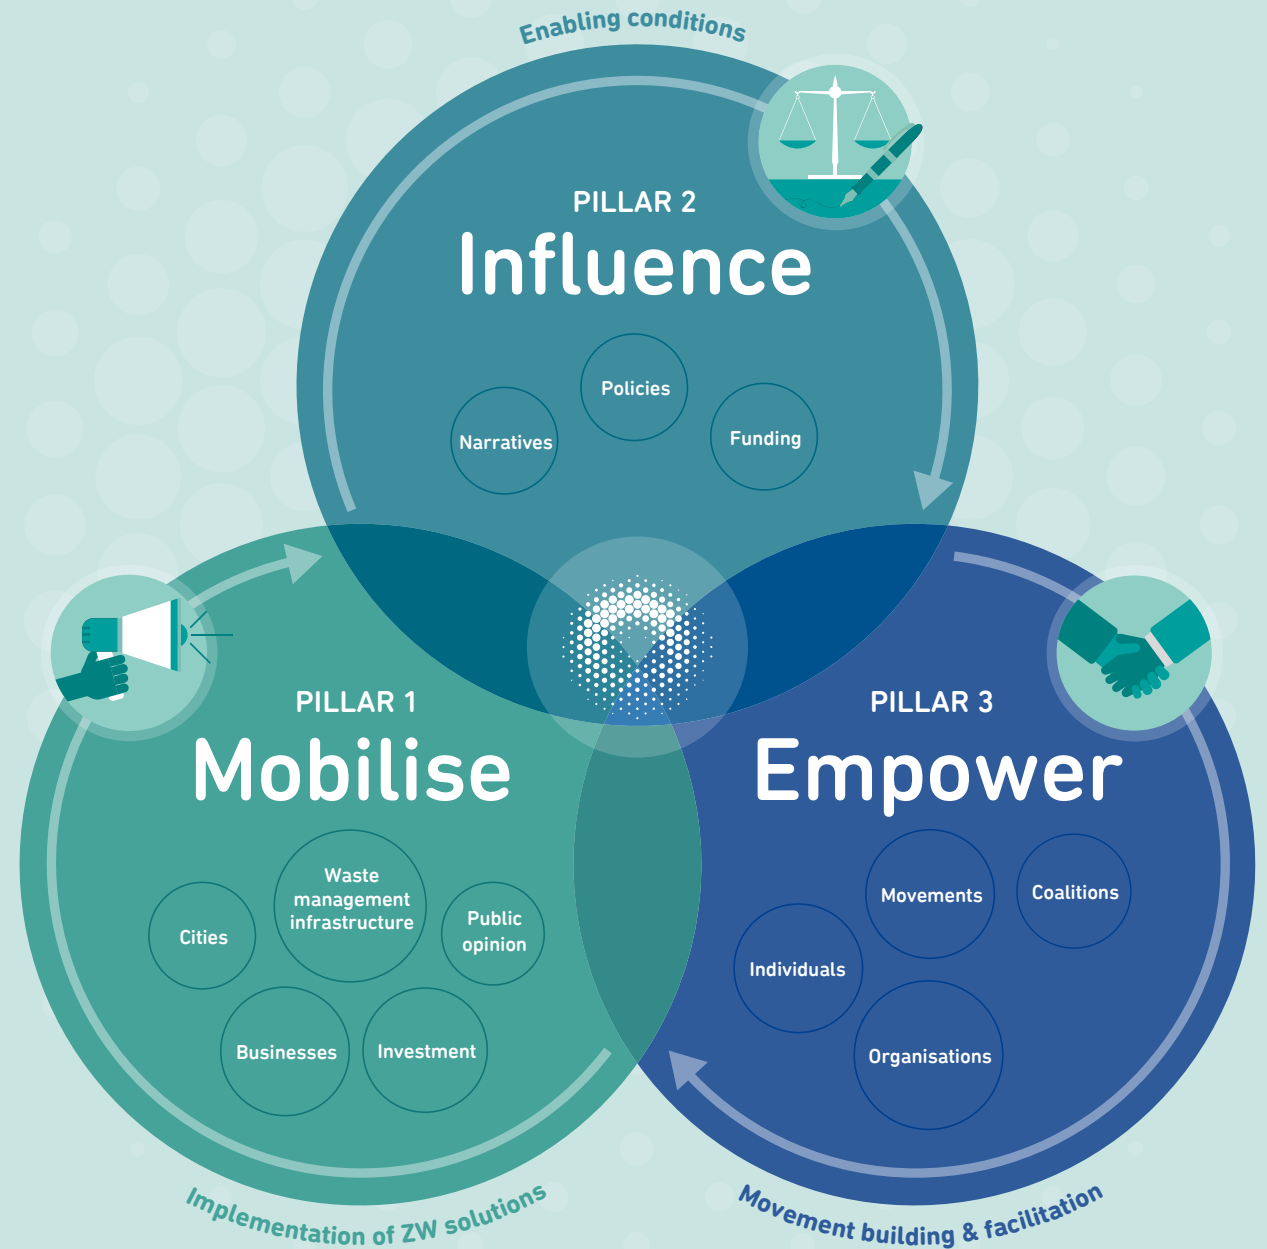 Enabling conditions
PILLAR 2
Influence
Policies
Narratives
Funding
PILLAR 1
Mobilise
Waste
management
infrastructure
Cities
Public
opinion
Businesses
Investment
Implementation of ZW solutions
PILLAR 3
Empower
Movements
Coalitions
Individuals
Organisations
Movement building & facilitation